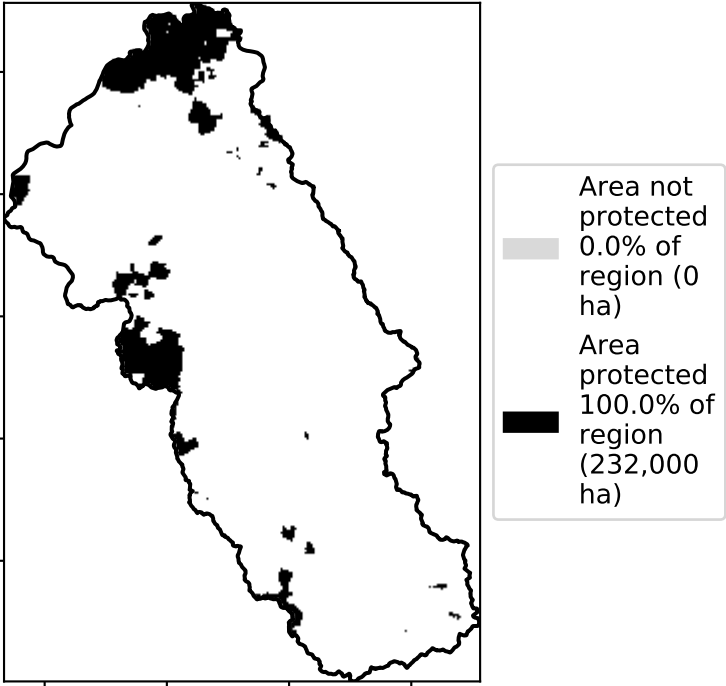 Area not
protected
0.0% of
region (0
ha)
Area
protected
100.0% of
region
(232,000
ha)